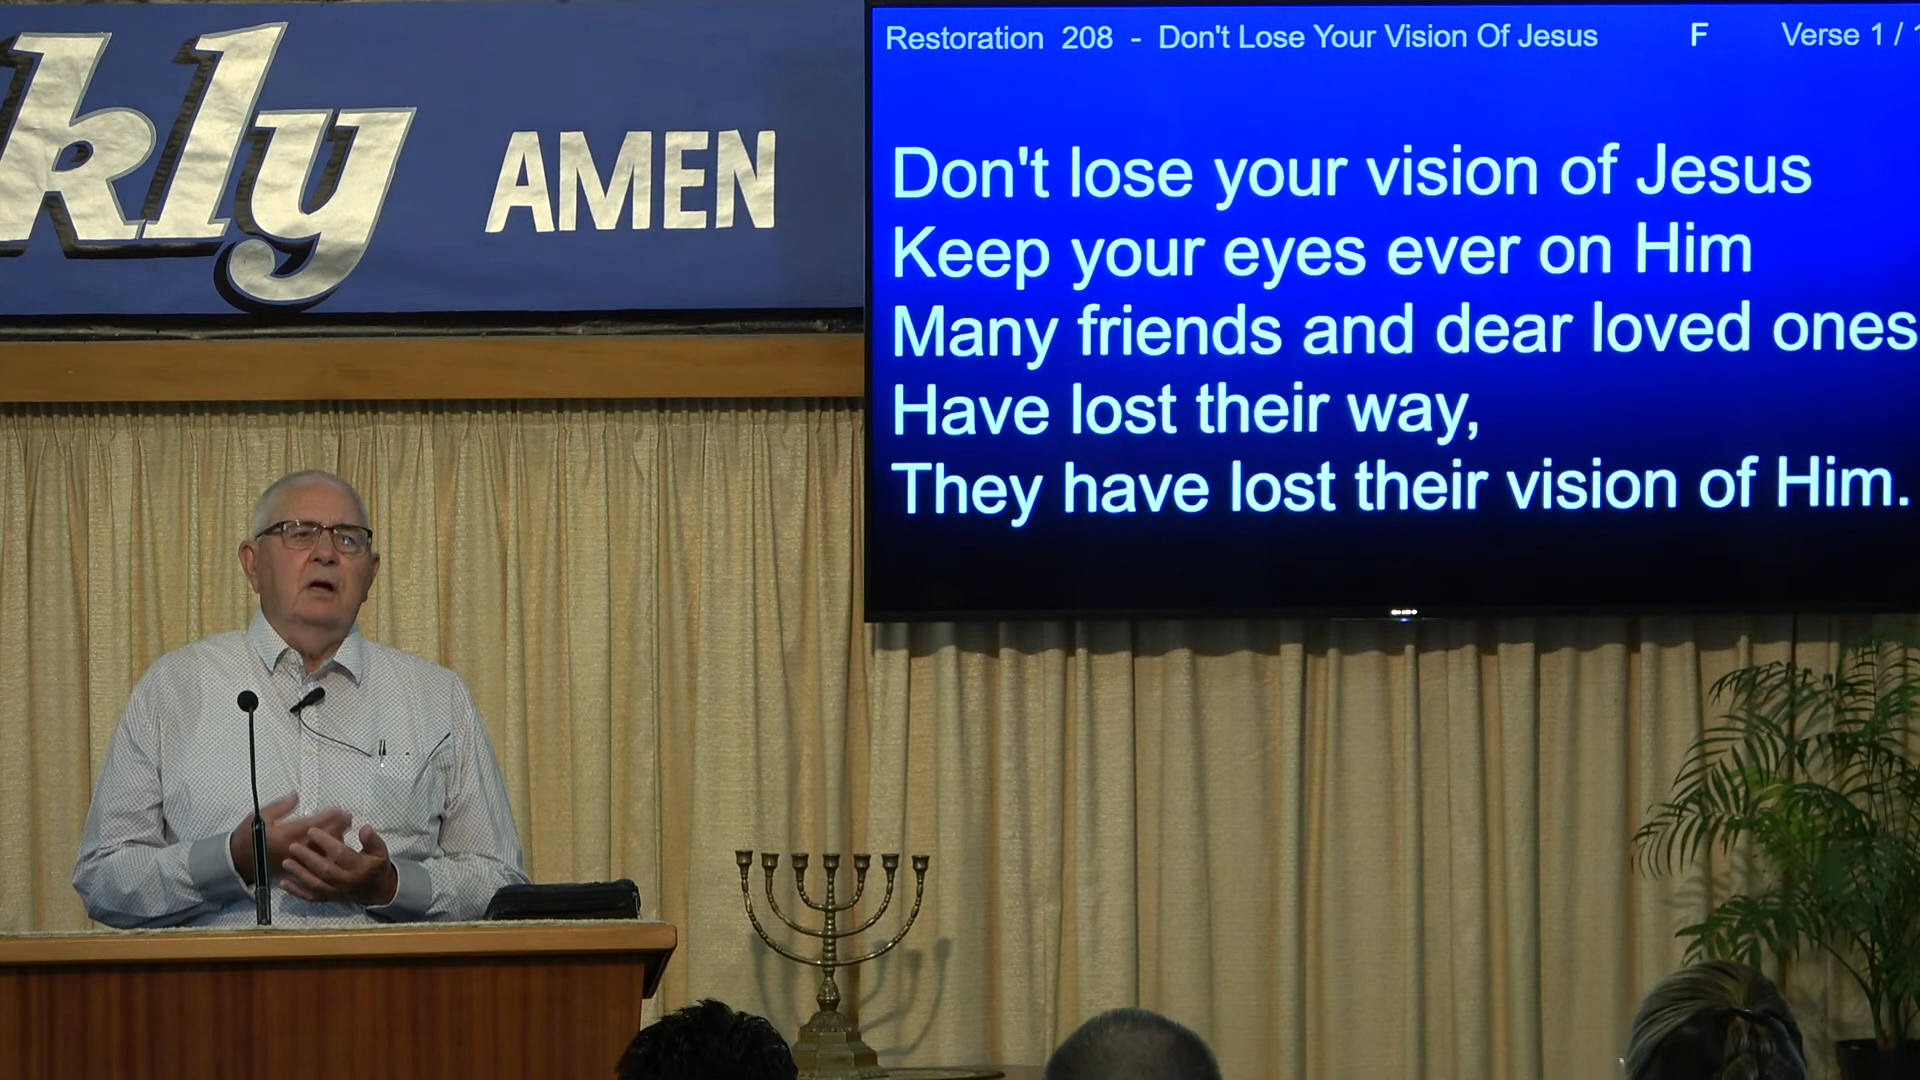 kly AMEN
Restoration 208 - Don't Lose Your Vision Of Jesus F Verse 1 /
Don't lose your vision of Jesus
Keep your eyes ever on Him
Many friends and dear loved ones
Have lost their way,
They have lost their vision of Him.